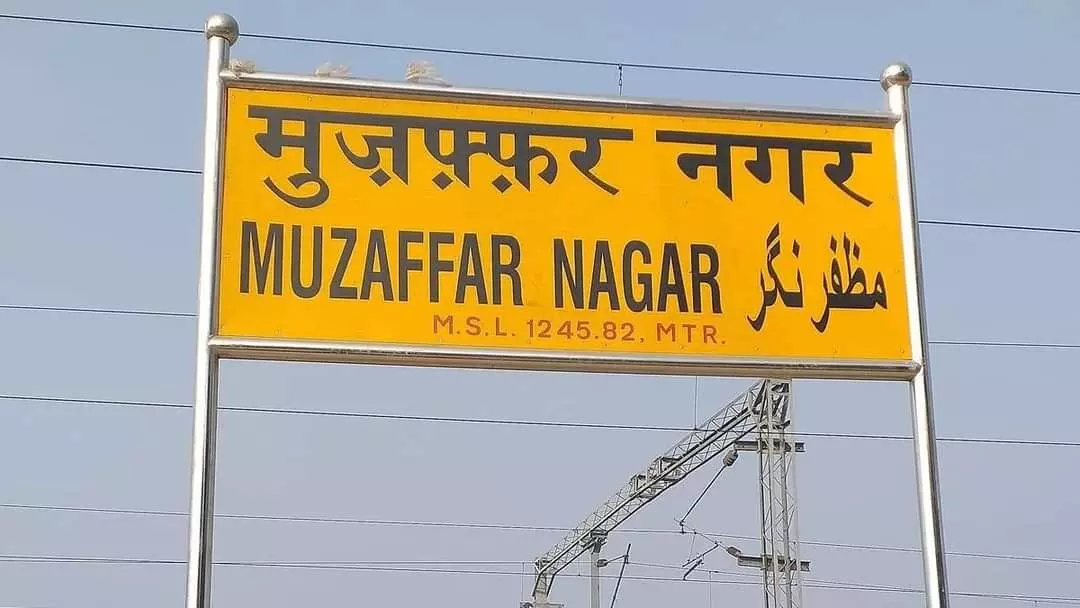 मुज़फ़्फ़र नगर
MUZAFFAR NAGAR مظفر نگر
M.S.L. 1245.82, MTR.